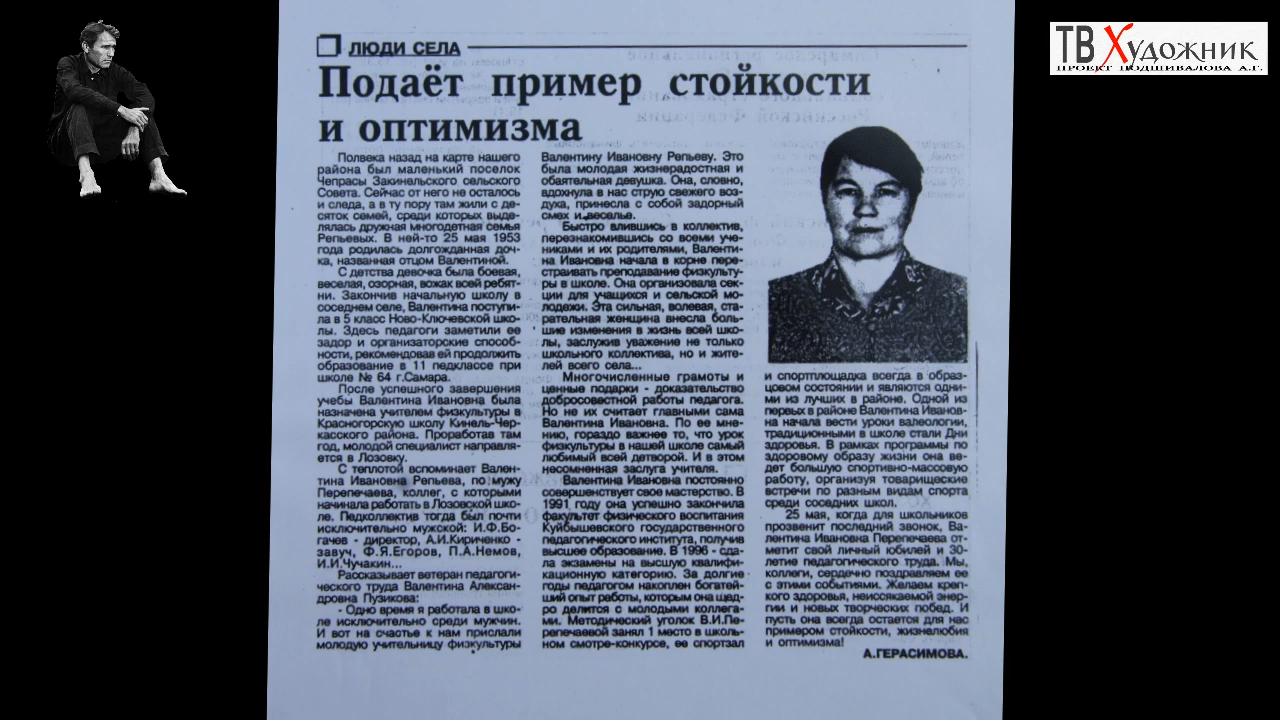 ЛЮДИ СЕЛА
Подаёт пример стойкости
и оптимизма
Полвека назад на карте нашего
района был маленький поселок
Чепрасы Закинельского сельского
Совета. Сейчас от него не осталось
и следа, а в ту пору там жили с де-
сяток семей, среди которых выде-
лялась дружная многодетная семья
Репьевых. В ней-то 25 мая 1953
года родилась долгожданная доч-
ка, названная отцом Валентиной.
С детства девочка была боевая,
веселая, озорная, вожак всей ребят-
ни. Закончив начальную школу в
соседнем селе, Валентина поступи-
ла в 5 класс Ново-Ключевской шко-
лы. Здесь педагоги заметили ее
задор и организаторские способ-
ности, рекомендовав ей продолжить
образование в 11 педклассе при
школе № 64 г.Самара.
После успешного завершения
учебы Валентина Ивановна была
назначена учителем физкультуры в
Красногорскую школу Кинель-Чер-
касского района. Проработав там
год, молодой специалист направля-
ется в Лозовку.
С теплотой вспоминает Вален-
тина Ивановна Репьева, по мужу
Перепечаева, коллег, с которыми
начинала работать в Лозовской шко-
ле. Педколлектив тогда был почти
исключительно мужской: И.Ф.Бо-
гачев - директор, А.И.Кириченко -
завуч, Ф.Я.Егоров, П.А.Немов,
И.И.Чучакин...
Рассказывает ветеран педагоги-
ческого труда Валентина Алексан-
дровна Пузикова:
- Одно время я работала в шко-
ле исключительно среди мужчин.
И вот на счастье к нам прислали
молодую учительницу физкультуры
Валентину Ивановну Репьеву. Это
была молодая жизнерадостная и
обаятельная девушка. Она, словно,
вдохнула в нас струю свежего воз-
духа, принесла с собой задорный
смех и веселье.
Быстро влившись в коллектив,
перезнакомившись со всеми уче-
никами и их родителями, Валенти-
на Ивановна начала в корне пере-
страивать преподавание физкульту-
ры в школе. Она организовала сек-
ции для учащихся и сельской мо-
лодежи. Эта сильная, волевая, ста-
рательная женщина внесла боль-
шие изменения в жизнь всей шко-
лы, заслужив уважение не только
школьного коллектива, но и жите-
лей всего села...
Многочисленные грамоты и
ценные подарки - доказательство
добросовестной работы педагога.
Но не их считает главными сама
Валентина Ивановна. По ее мне-
нию, гораздо важнее то, что урок
физкультуры в нашей школе самый
любимый всей детворой. И в этом
несомненная заслуга учителя.
Валентина Ивановна постоянно
совершенствует свое мастерство. В
1991 году она успешно закончила
факультет физического воспитания
Куйбышевского государственного
педагогического института, получив
высшее образование. В 1996 - сда-
ла экзамены на высшую квалифи-
кационную категорию. За долгие
годы педагогом накоплен богатей-
ший опыт работы, которым она щед-
ро делится с молодыми коллега-
ми. Методический уголок В.И.Пе-
репечаевой занял 1 место в школь-
ном смотре-конкурсе, ее спортзал
и спортплощадка всегда в образ-
цовом состоянии и являются одни-
ми из лучших в районе. Одной из
первых в районе Валентина Иванов-
на начала вести уроки валеологии,
традиционными в школе стали Дни
здоровья. В рамках программы по
здоровому образу жизни она ве-
дет большую спортивно-массовую
работу, организуя товарищеские
встречи по разным видам спорта
среди соседних школ.
25 мая, когда для школьников
прозвенит последний звонок, Ва-
лентина Ивановна Перепечаева от-
метит свой личный юбилей и 30-
летие педагогического труда. Мы,
коллеги, сердечно поздравляем ее
с этими событиями. Желаем креп-
кого здоровья, неиссякаемой энер-
гии и новых творческих побед. И
пусть она всегда остается для нас
примером стойкости, жизнелюбия
и оптимизма!
А.ГЕРАСИМОВА.
ТВ Художник
ПРОЕКТ ПОДШИВАЛОВА А.Г.